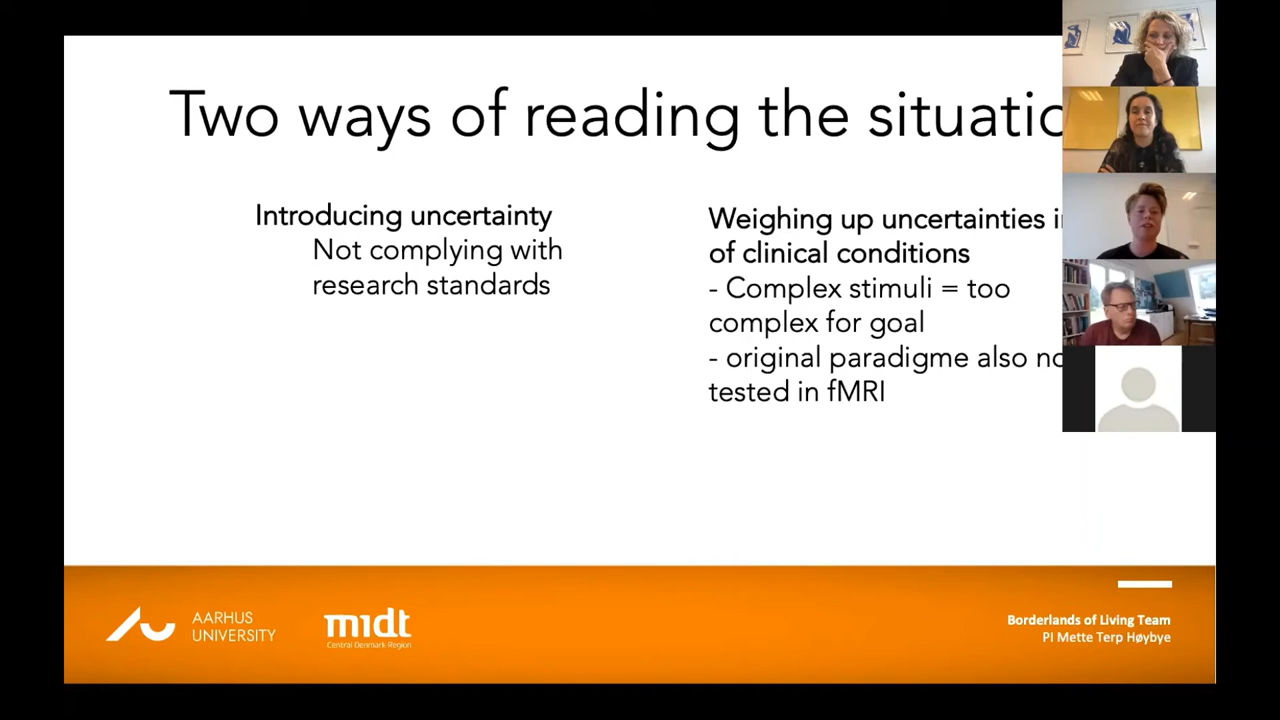 Two ways of reading the situatio
Introducing uncertainty
Not complying with
research standards
Weighing up uncertainties i
of clinical conditions
- Complex stimuli = too
complex for goal
- original paradigme also no
tested in fMRI
AARHUS
UNIVERSITY
midt
Central Denmark Region
Borderlands of Living Team
PI Mette Terp Høybye